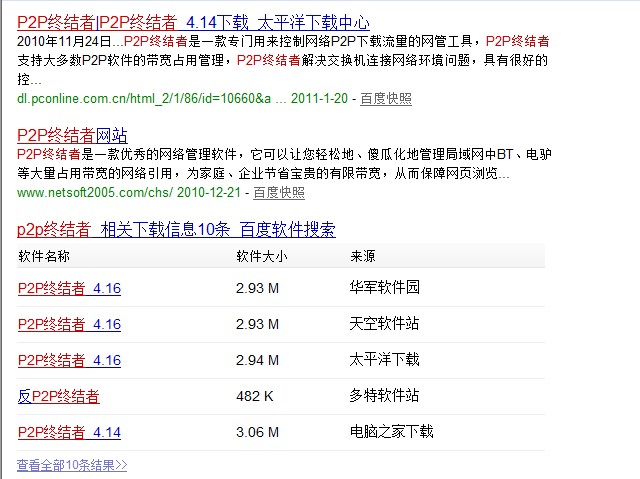 P2P终结者|P2P终结者_4.14下载_太平洋下载中心
2010年11月24日...P2P终结者是一款专门用来控制网络P2P下载流量的网管工具，P2P终结者
支持大多数P2P软件的带宽占用管理，P2P终结者解决交换机连接网络环境问题，具有很好的
控...
dl.pconline.com.cn/html_2/1/86/id=10660&a ... 2011-1-20 - 百度快照
P2P终结者网站
P2P终结者是一款优秀的网络管理软件，它可以让您轻松地、傻瓜化地管理局域网中BT、电驴
等大量占用带宽的网络引用，为家庭、企业节省宝贵的有限带宽，从而保障网页浏览...
www.netsoft2005.com/chs/ 2010-12-21 - 百度快照
p2p终结者_相关下载信息10条_百度软件搜索
软件名称 软件大小 来源
P2P终结者_4.16 2.93 M 华军软件园
P2P终结者_4.16 2.93 M 天空软件站
P2P终结者_4.16 2.94 M 太平洋下载
反P2P终结者 482 K 多特软件站
P2P终结者_4.14 3.06 M 电脑之家下载
查看全部10条结果>>